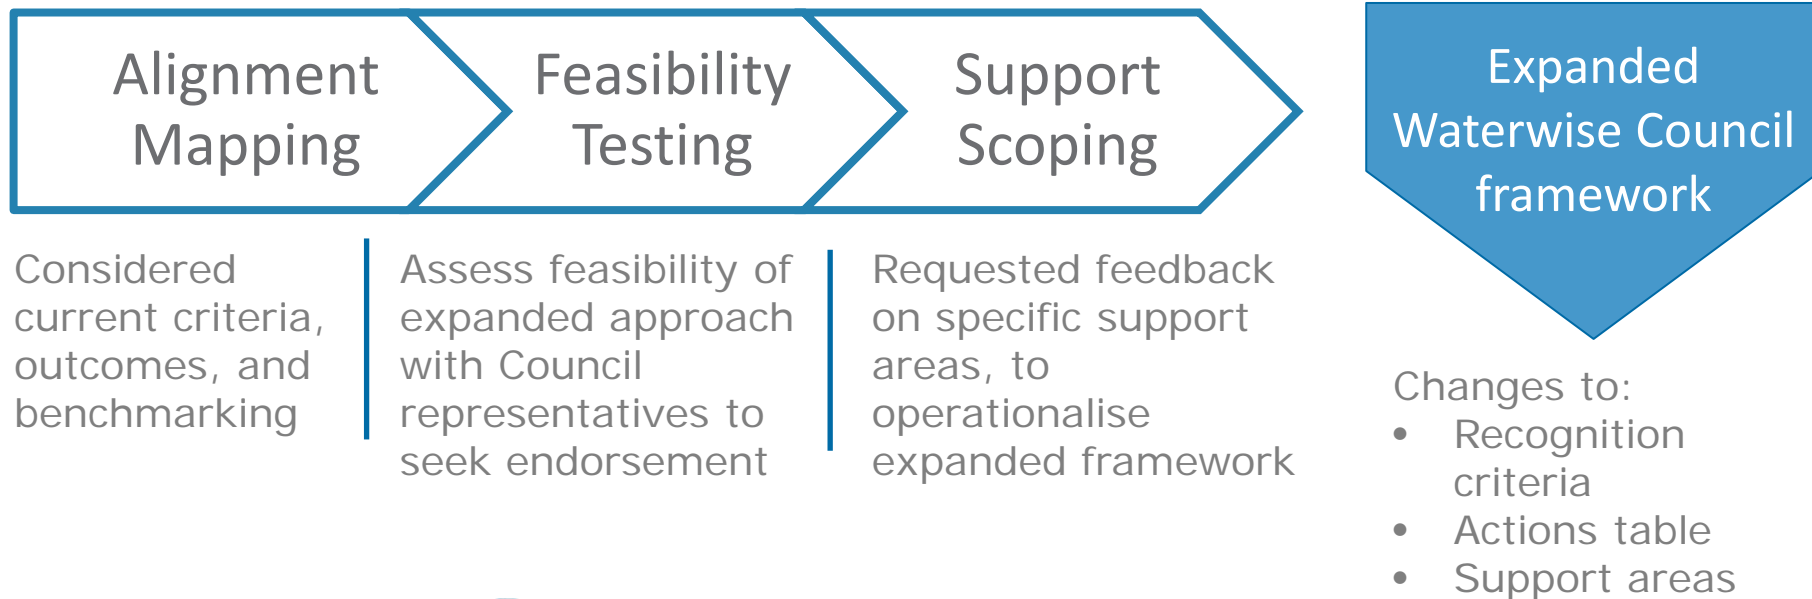 Alignment
Mapping
Feasibility
Testing
Support
Scoping
Expanded
Waterwise Council
framework
Considered
current criteria,
outcomes, and
benchmarking
Assess feasibility of
expanded approach
with Council
representatives to
seek endorsement
Requested feedback
on specific support
areas, to
operationalise
expanded framework
Changes to:
• Recognition
criteria
• Actions table
• Support areas